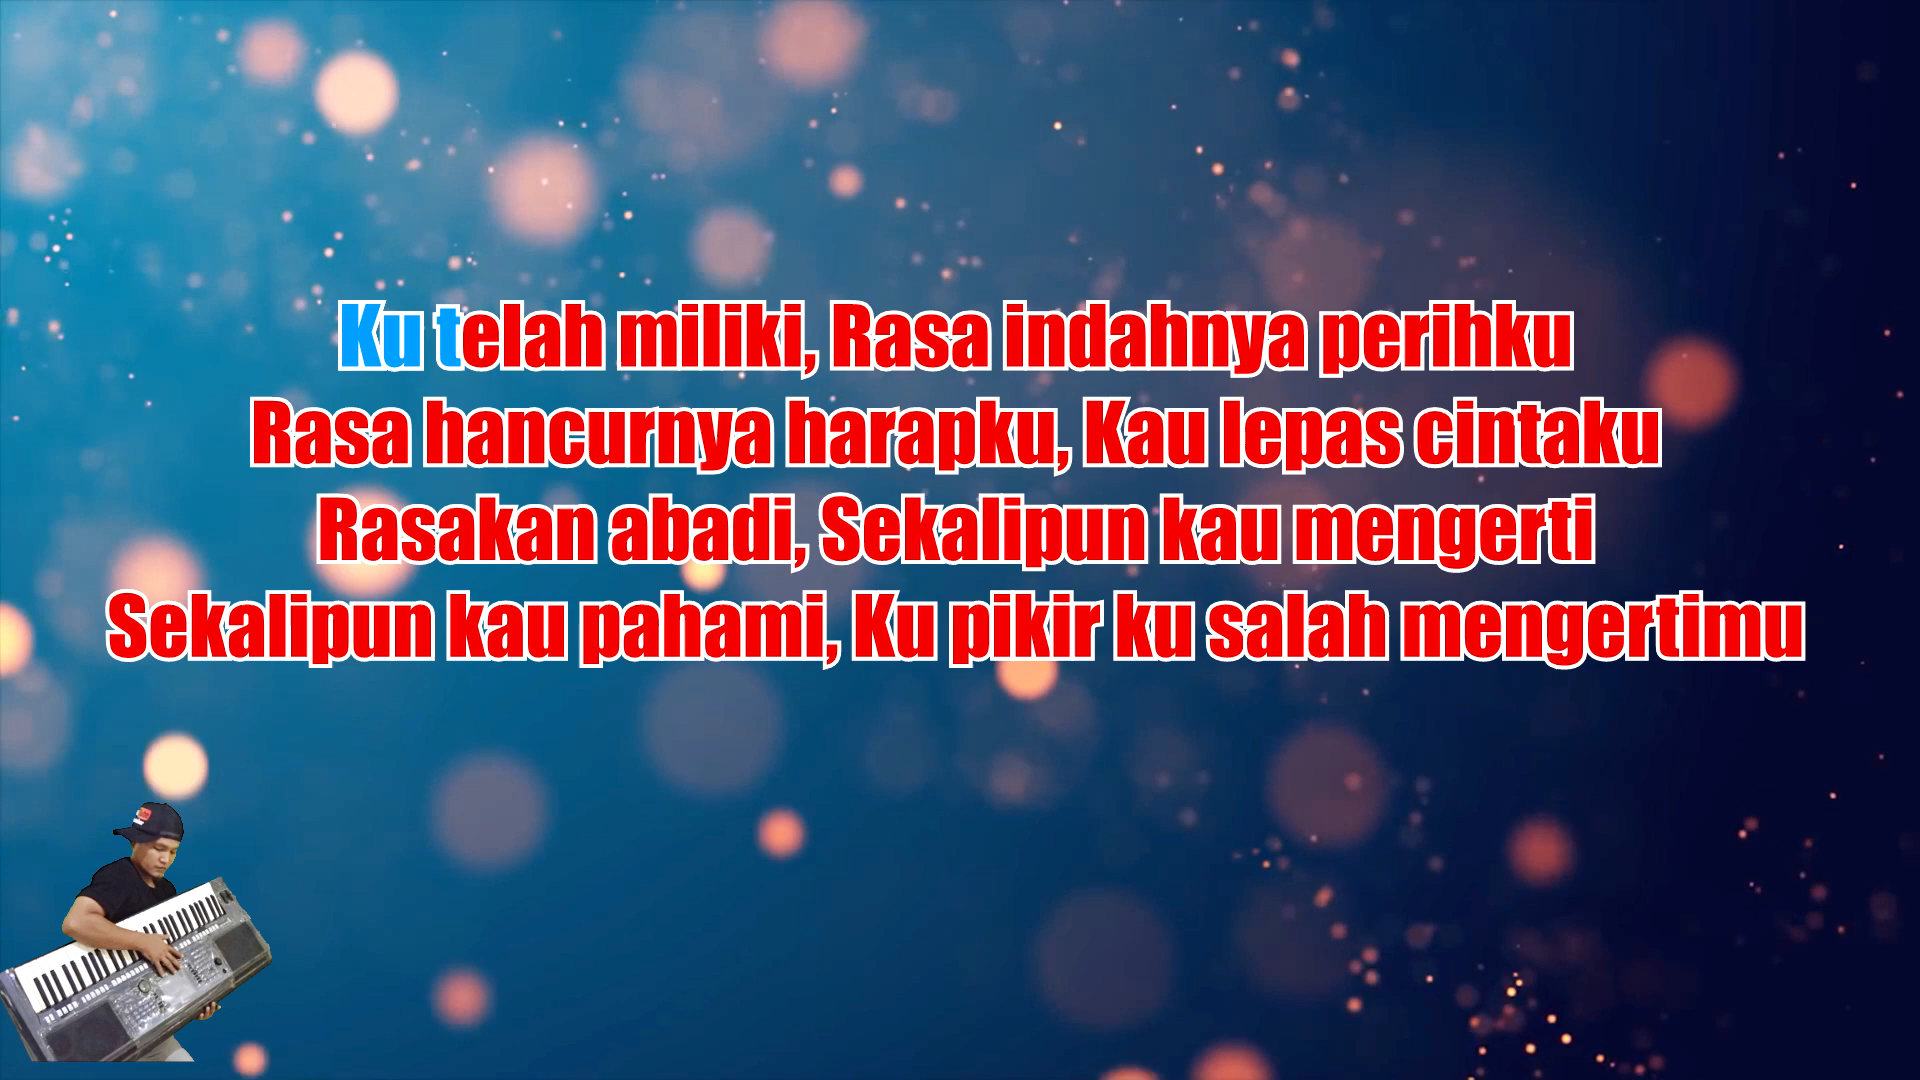 Ku telah miliki, Rasa indahnya perihku
Rasa hancurnya harapku, Kau lepas cintaku
Rasakan abadi, Sekalipun kau mengerti
Sekalipun kau pahami, Ku pikir ku salah mengertimu